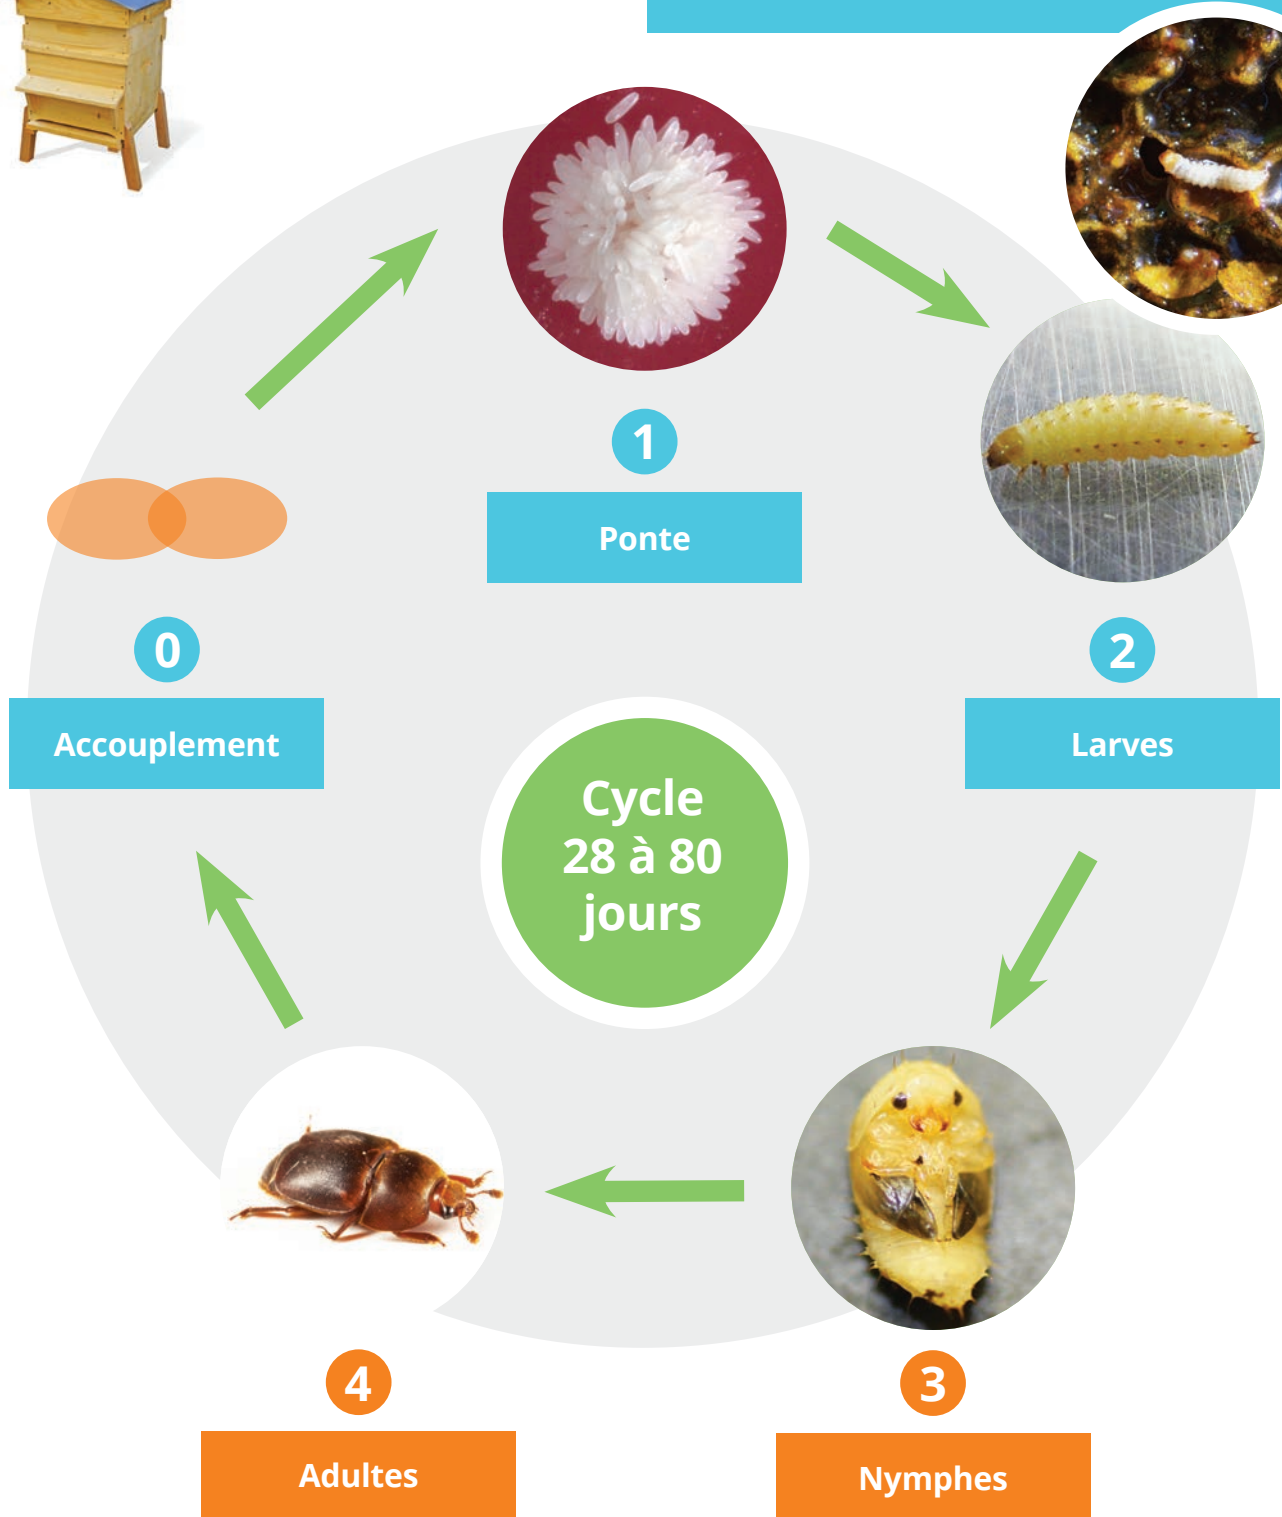 1
Ponte
0
Accouplement
2
Larves
Cycle
28 à 80
jours
4
Adultes
3
Nymphes